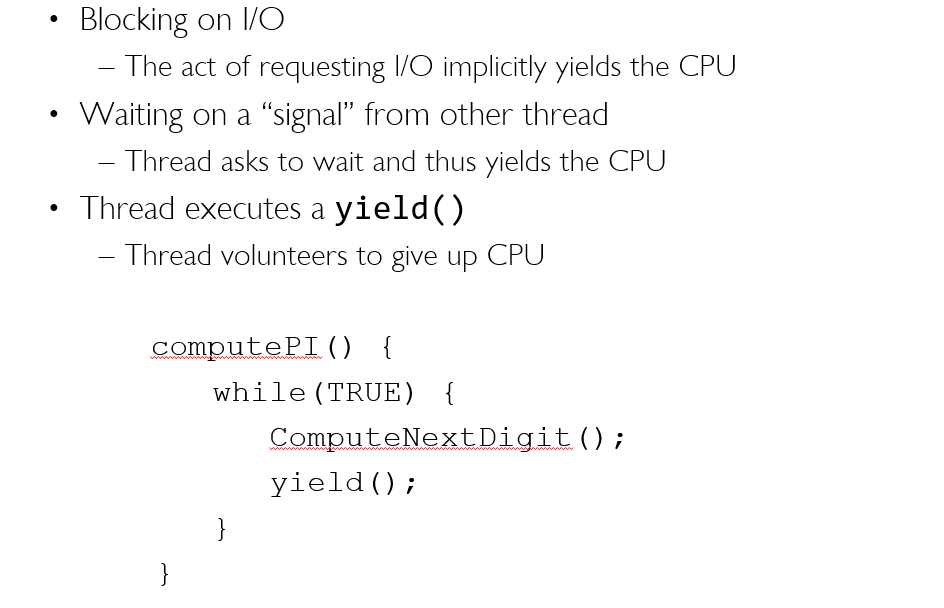 • Blocking on I/O
– The act of requesting I/O implicitly yields the CPU
• Waiting on a “signal” from other thread
– Thread asks to wait and thus yields the CPU
• Thread executes a yield()
– Thread volunteers to give up CPU
computePI() {
while(TRUE) {
ComputeNextDigit();
yield();
}
}